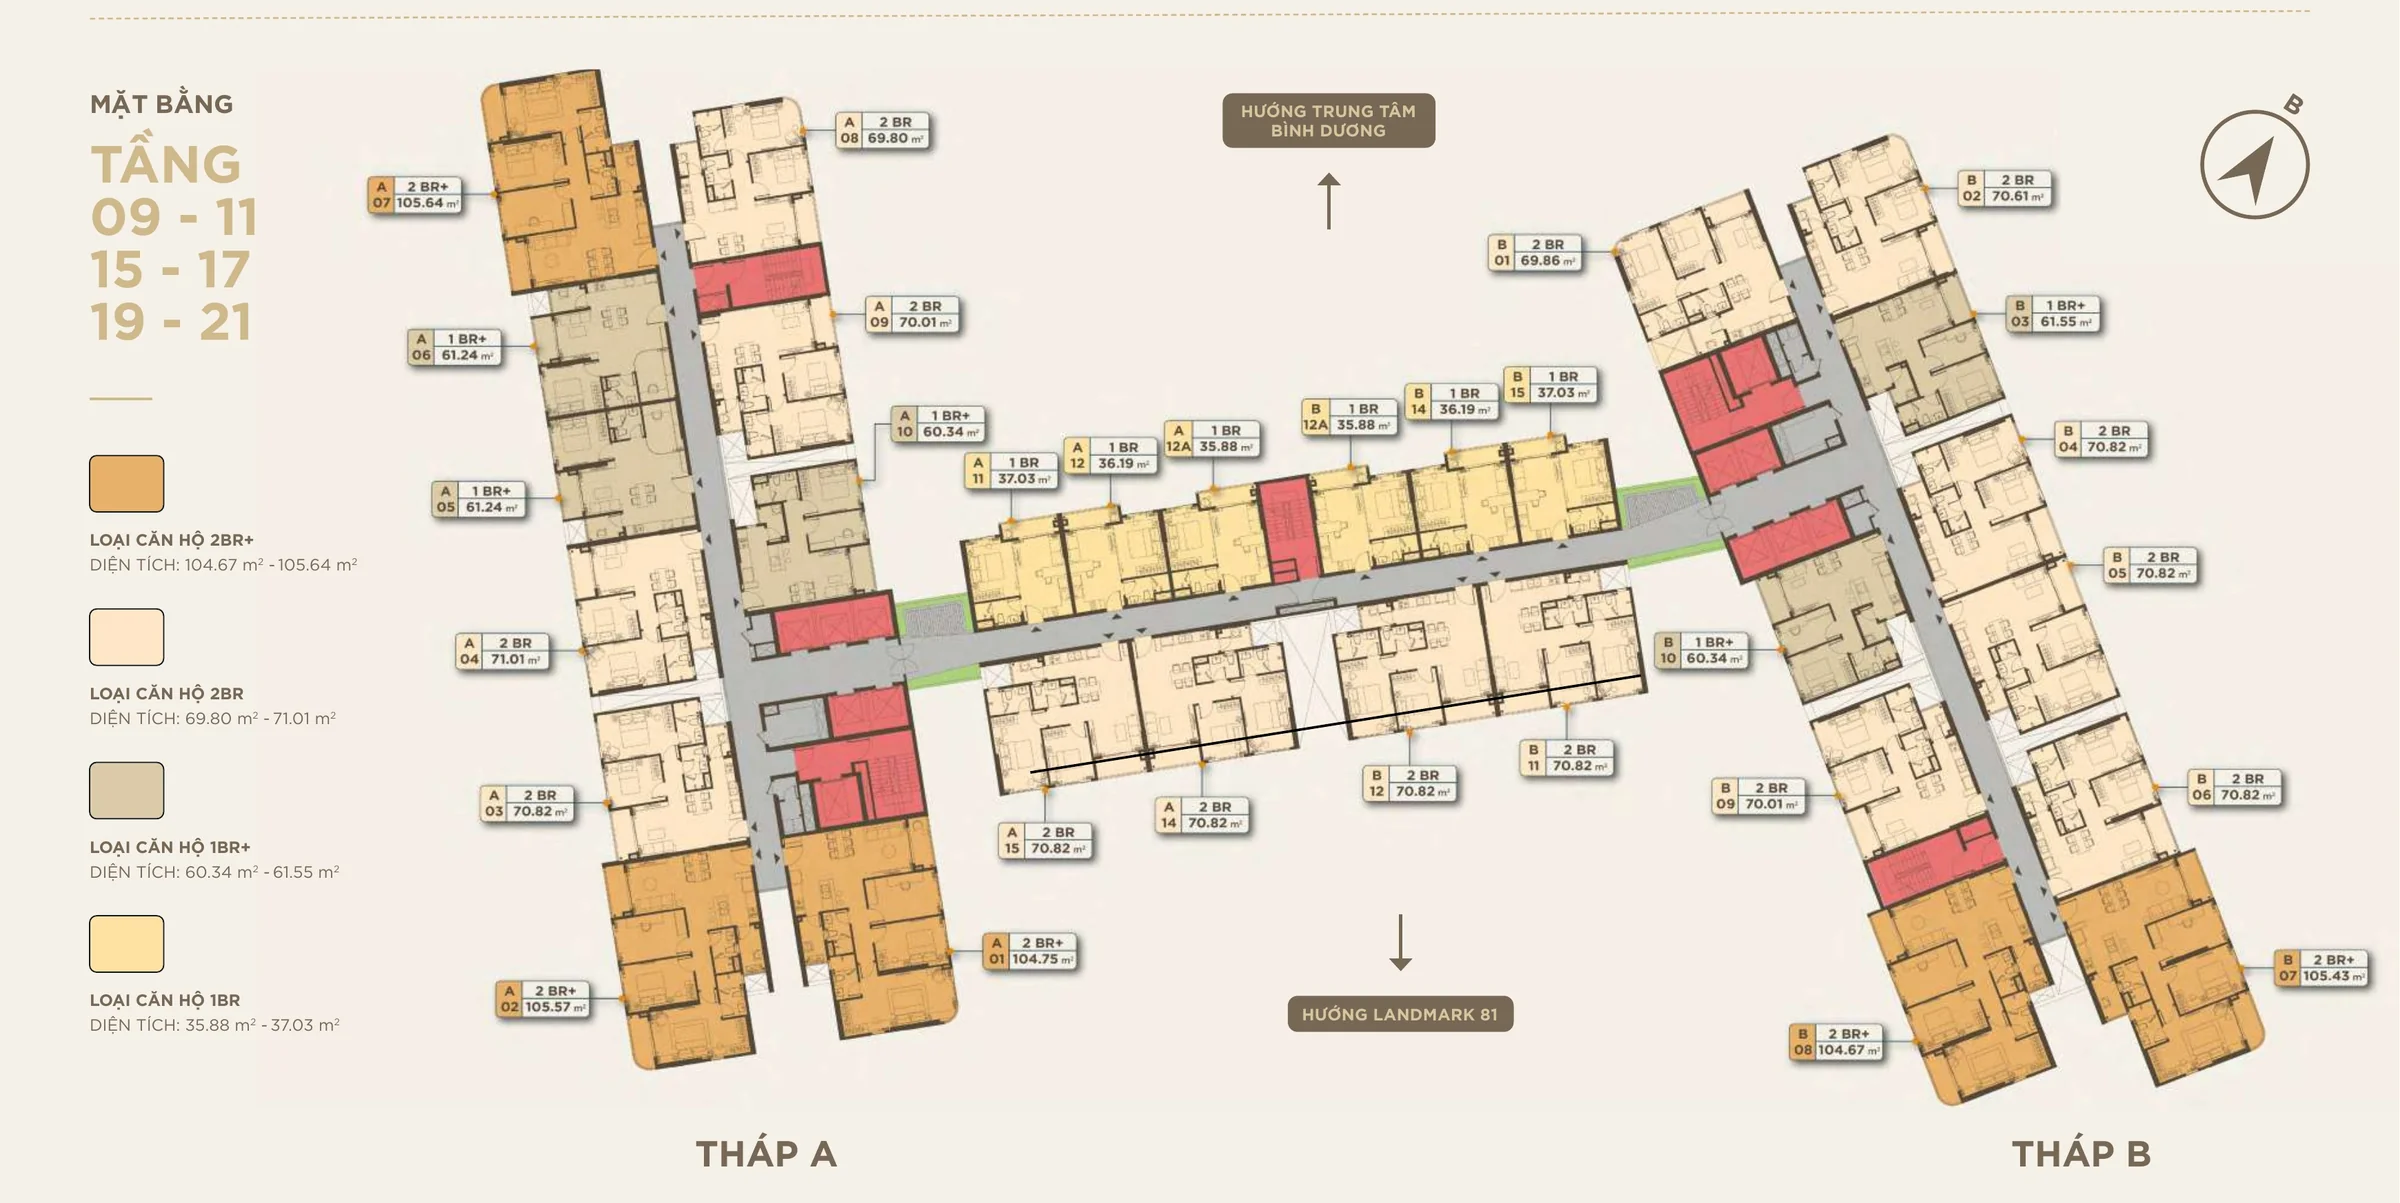 MẶT BẰNG
TẦNG
09 - 11
15 - 17
19 - 21
LOẠI CĂN HỘ 2BR+
DIỆN TÍCH: 104.67 m² - 105.64 m²
LOẠI CĂN HỘ 2BR
DIỆN TÍCH: 69.80 m² - 71.01 m²
LOẠI CĂN HỘ 1BR+
DIỆN TÍCH: 60.34 m² - 61.55 m²
LOẠI CĂN HỘ 1BR
DIỆN TÍCH: 35.88 m² - 37.03 m²
HƯỚNG TRUNG TÂM
BÌNH DƯƠNG
B
A 2 BR
08 69.80 m²
A 2 BR+
07 105.64 m²
A 2 BR
09 70.01 m²
A 1 BR+
06 61.24 m²
A 1 BR+
10 60.34 m²
A 1 BR+
05 61.24 m²
A 1 BR
11 37.03 m²
A 1 BR
12 36.19 m²
A 1 BR
12A 35.88 m²
B 1 BR
12A 35.88 m²
B 1 BR
14 36.19 m²
B 1 BR
15 37.03 m²
B 2 BR
01 69.86 m²
B 2 BR
02 70.61 m²
B 1 BR+
03 61.55 m²
B 2 BR
04 70.82 m²
B 2 BR
05 70.82 m²
A 2 BR
04 71.01 m²
B 1 BR+
10 60.34 m²
A 2 BR
03 70.82 m²
A 2 BR
15 70.82 m²
A 2 BR
14 70.82 m²
B 2 BR
12 70.82 m²
B 2 BR
11 70.82 m²
B 2 BR
09 70.01 m²
B 2 BR
06 70.82 m²
A 2 BR+
01 104.75 m²
A 2 BR+
02 105.57 m²
B 2 BR+
07 105.43 m²
B 2 BR+
08 104.67 m²
HƯỚNG LANDMARK 81
THÁP A
THÁP B